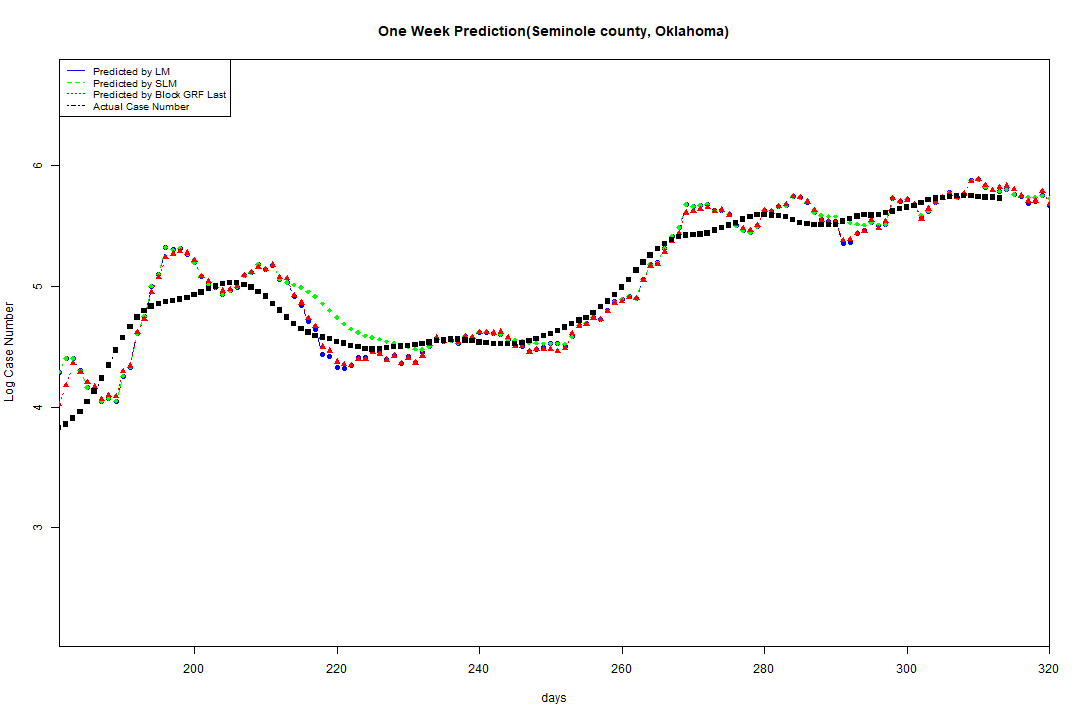 One Week Prediction(Seminole county, Oklahoma)
Predicted by LM
Predicted by SLM
Predicted by Block GRF Last
Actual Case Number
Log Case Number
6
5
4
3
200 220 240 260 280 300 320
days